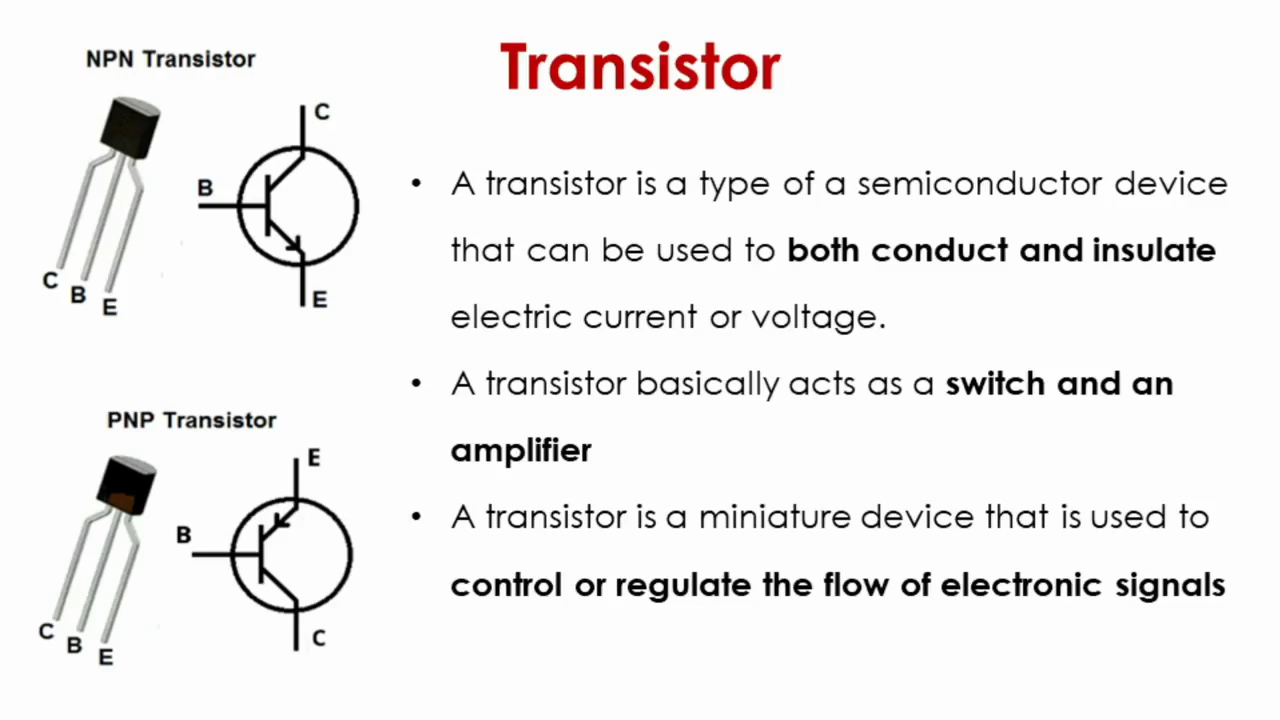 Transistor
NPN Transistor
C
B
E
C
B
E
PNP Transistor
E
B
C
C
B
E
• A transistor is a type of a semiconductor device
that can be used to both conduct and insulate
electric current or voltage.
• A transistor basically acts as a switch and an
amplifier
• A transistor is a miniature device that is used to
control or regulate the flow of electronic signals